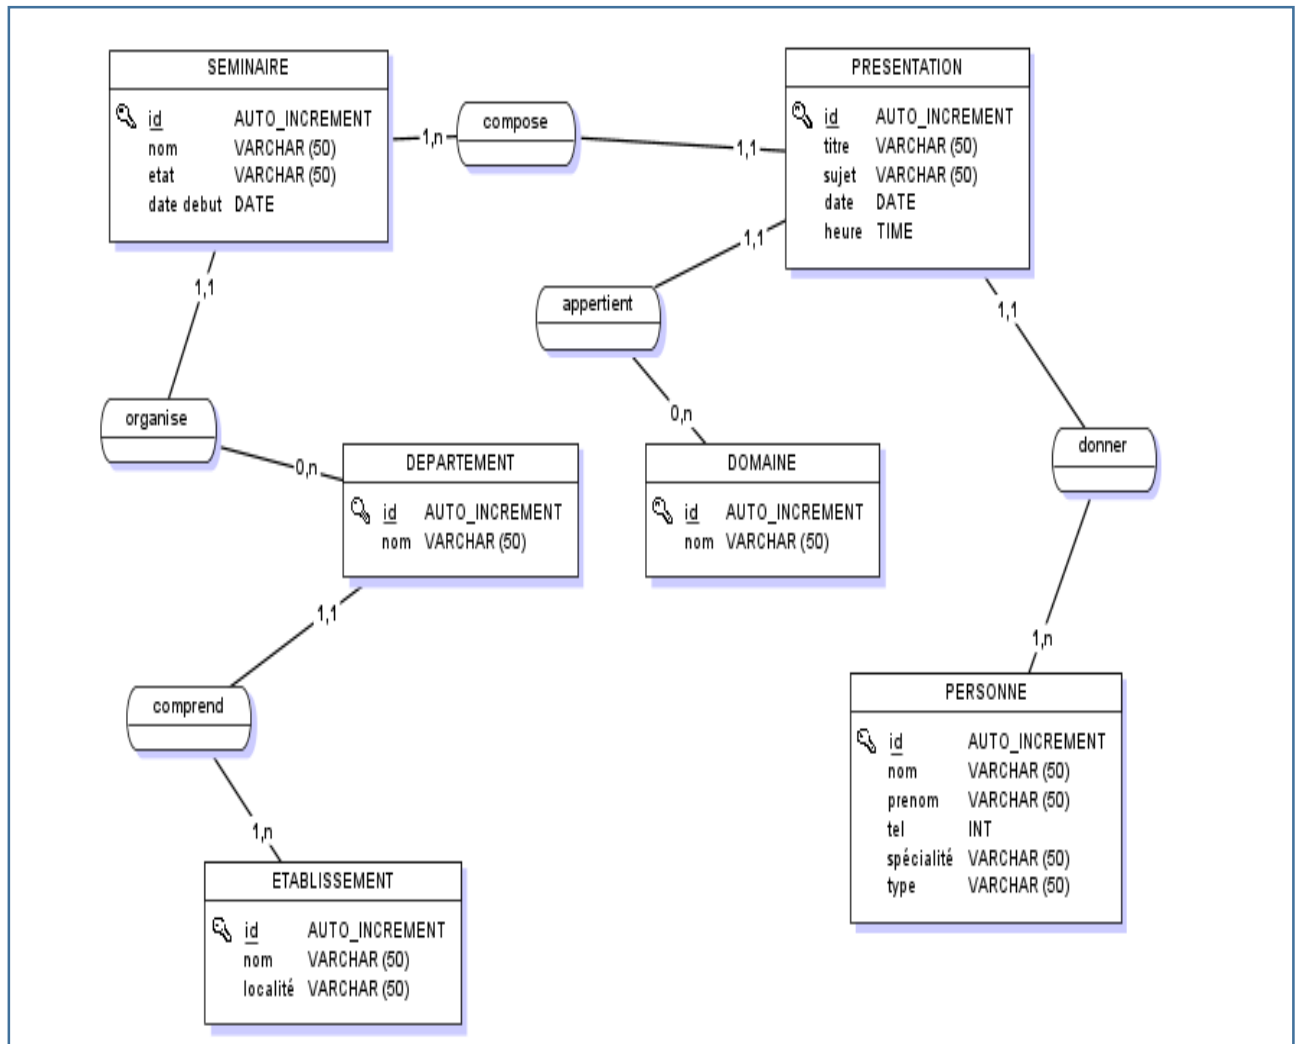 SEMINAIRE
id AUTO_INCREMENT
nom VARCHAR (50)
etat VARCHAR (50)
date debut DATE
1,n
compose
1,1
PRESENTATION
id AUTO_INCREMENT
titre VARCHAR (50)
sujet VARCHAR (50)
date DATE
heure TIME
1,1
appertient
0,n
1,1
donner
1,n
1,1
organise
0,n
DEPARTEMENT
id AUTO_INCREMENT
nom VARCHAR (50)
DOMAINE
id AUTO_INCREMENT
nom VARCHAR (50)
1,1
comprend
1,n
PERSONNE
id AUTO_INCREMENT
nom VARCHAR (50)
prenom VARCHAR (50)
tel INT
spécialité VARCHAR (50)
type VARCHAR (50)
ETABLISSEMENT
id AUTO_INCREMENT
nom VARCHAR (50)
localité VARCHAR (50)